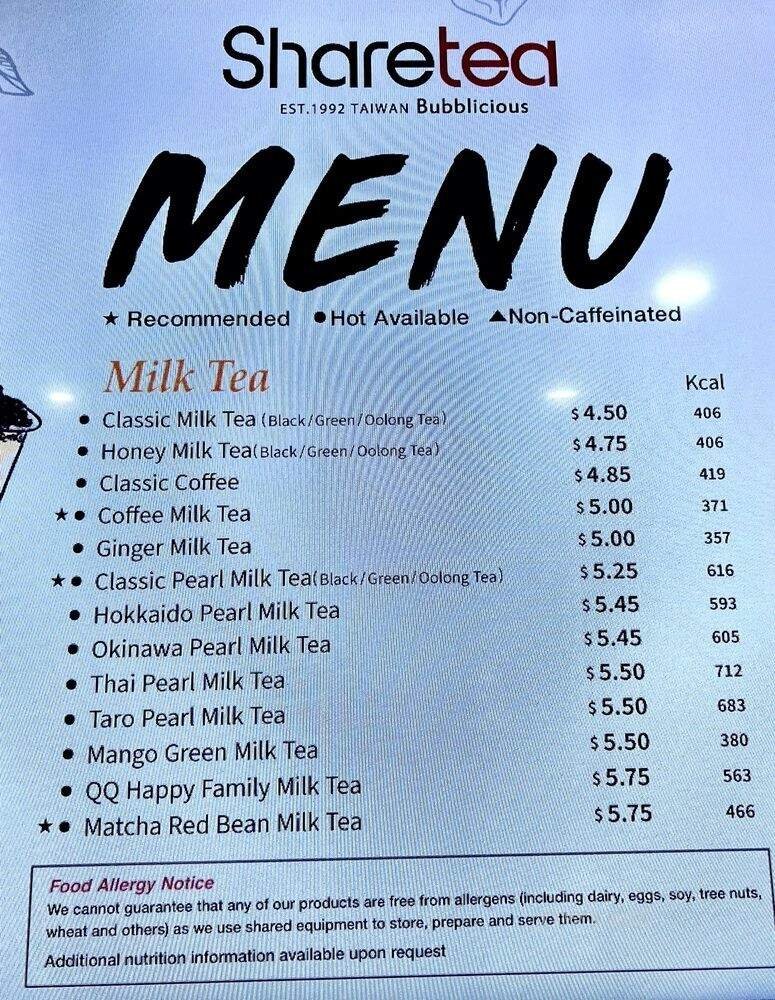 Sharetea
EST.1992 TAIWAN Bubblicious
MENU
★ Recommended ●Hot Available ▲Non-Caffeinated
Milk Tea Kcal
● Classic Milk Tea (Black/Green/Oolong Tea) $4.50 406
● Honey Milk Tea(Black/Green/Oolong Tea) $4.75 406
● Classic Coffee $4.85 419
★● Coffee Milk Tea $5.00 371
● Ginger Milk Tea $5.00 357
★● Classic Pearl Milk Tea(Black/Green/Oolong Tea) $5.25 616
● Hokkaido Pearl Milk Tea $5.45 593
● Okinawa Pearl Milk Tea $5.45 605
● Thai Pearl Milk Tea $5.50 712
● Taro Pearl Milk Tea $5.50 683
● Mango Green Milk Tea $5.50 380
● QQ Happy Family Milk Tea $5.75 563
★● Matcha Red Bean Milk Tea $5.75 466
Food Allergy Notice
We cannot guarantee that any of our products are free from allergens (including dairy, eggs, soy, tree nuts,
wheat and others) as we use shared equipment to store, prepare and serve them.
Additional nutrition information available upon request